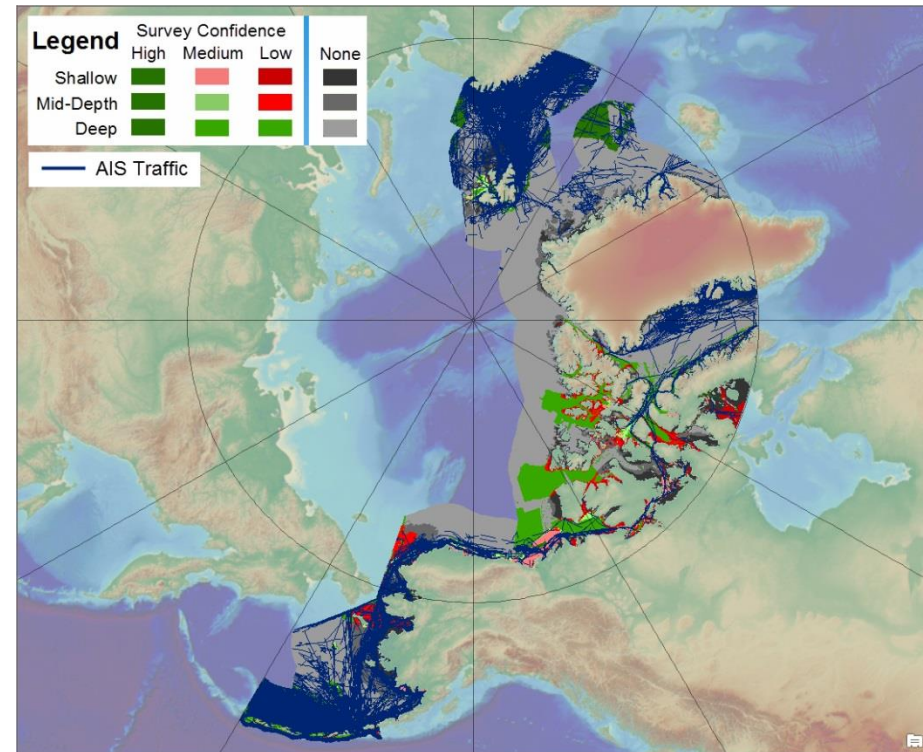 Legend
Survey Confidence
High Medium Low None
Shallow
Mid-Depth
Deep
AIS Traffic